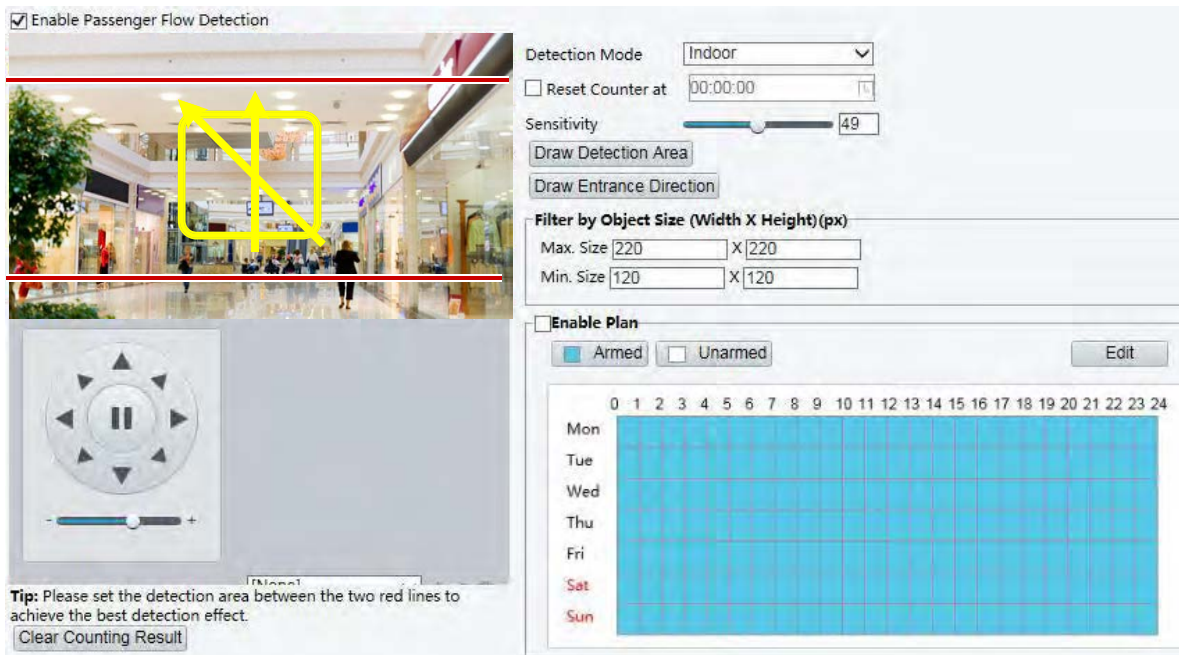 Enable Passenger Flow Detection
Detection Mode Indoor
Reset Counter at 00:00:00
Sensitivity 49
Draw Detection Area
Draw Entrance Direction
Filter by Object Size (Width X Height)(px)
Max. Size 220 X 220
Min. Size 120 X 120
Enable Plan
Armed Unarmed Edit
0 1 2 3 4 5 6 7 8 9 10 11 12 13 14 15 16 17 18 19 20 21 22 23 24
Mon
Tue
Wed
Thu
Fri
Sat
Sun
- +
[None]
Tip: Please set the detection area between the two red lines to
achieve the best detection effect.
Clear Counting Result